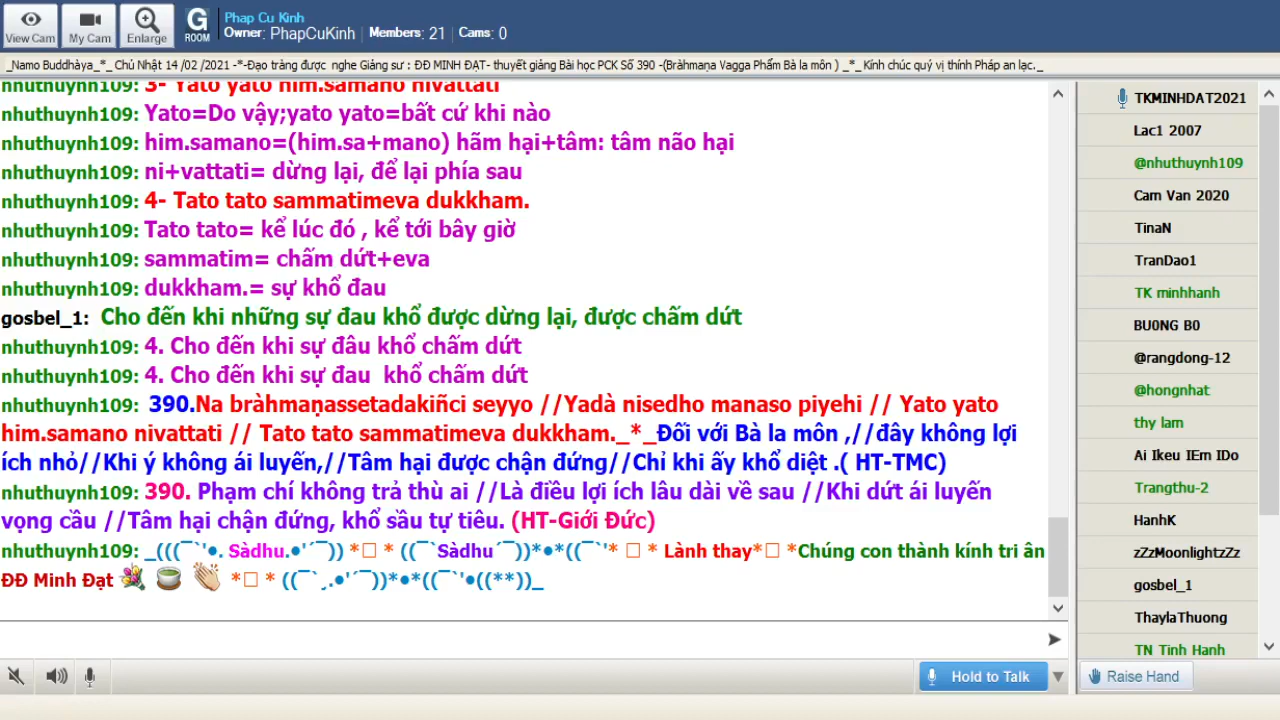 View Cam
My Cam
Enlarge
G
ROOM
Phap Cu Kinh
Owner: PhapCuKinh | Members: 21 | Cams: 0
_Namo Buddhàya_*_ Chủ Nhật 14 /02 /2021 -*-Đạo tràng được nghe Giảng sư : ĐĐ MINH ĐẠT- thuyết giảng Bài học PCK Số 390 -(Bràhmaṇa Vagga Phẩm Bà la môn ) _*_ Kính chúc quý vị thính Pháp an lạc._
nhuthuynh109: 3- Yato yato him.samano nivattati
nhuthuynh109: Yato=Do vậy;yato yato=bất cứ khi nào
nhuthuynh109: him.samano=(him.sa+mano) hãm hại+tâm: tâm não hại
nhuthuynh109: ni+vattati= dừng lại, để lại phía sau
nhuthuynh109: 4- Tato tato sammatimeva dukkham.
nhuthuynh109: Tato tato= kể lúc đó , kể tới bây giờ
nhuthuynh109: sammatim= chấm dứt+eva
nhuthuynh109: dukkham.= sự khổ đau
gosbel_1: Cho đến khi những sự đau khổ được dừng lại, được chấm dứt
nhuthuynh109: 4. Cho đến khi sự đâu khổ chấm dứt
nhuthuynh109: 4. Cho đến khi sự đau khổ chấm dứt
nhuthuynh109: 390.Na bràhmaṇassetadakiñci seyyo //Yadà nisedho manaso piyehi // Yato yato
him.samano nivattati // Tato tato sammatimeva dukkham._*_Đối với Bà la môn ,//đây không lợi
ích nhỏ//Khi ý không ái luyến,//Tâm hại được chận đứng//Chỉ khi ấy khổ diệt .( HT-TMC)
nhuthuynh109: 390. Phạm chí không trả thù ai //Là điều lợi ích lâu dài về sau //Khi dứt ái luyến
vọng cầu //Tâm hại chận đứng, khổ sầu tự tiêu. (HT-Giới Đức)
nhuthuynh109: _(((¯`'•. Sàdhu.•'´¯)) *□ * ((¯`Sàdhu´¯))*•*((¯`'* □ * Lành thay*□ *Chúng con thành kính tri ân
ĐĐ Minh Đạt *□ * ((¯` ¸.•'´¯))*•*((¯`'•((**))_
Hold to Talk
TKMINHDAT2021
Lac1 2007
@nhuthuynh109
Cam Van 2020
TinaN
TranDao1
TK minhhanh
BU0NG B0
@rangdong-12
@hongnhat
thy lam
Ai Ikeu IEm IDo
Trangthu-2
HanhK
zZzMoonlightzZz
gosbel_1
ThaylaThuong
TN Tinh Hanh
Raise Hand